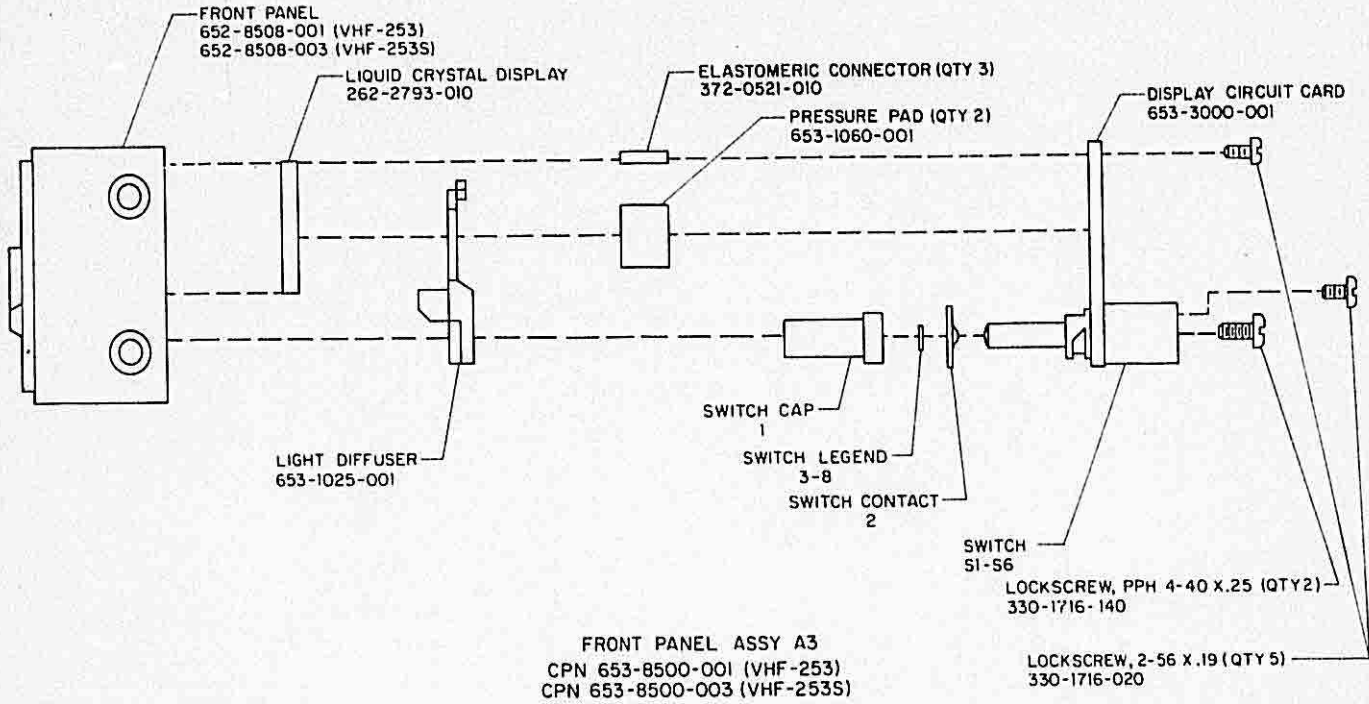 FRONT PANEL
652-8508-001 (VHF-253)
652-8508-003 (VHF-253S)
LIQUID CRYSTAL DISPLAY
262-2793-010
ELASTOMERIC CONNECTOR (QTY 3)
372-0521-010
PRESSURE PAD (QTY 2)
653-1060-001
DISPLAY CIRCUIT CARD
653-3000-001
LIGHT DIFFUSER
653-1025-001
SWITCH CAP
1
SWITCH LEGEND
3-8
SWITCH CONTACT
2
SWITCH
S1-S6
LOCKSCREW, PPH 4-40 X.25 (QTY 2)
330-1716-140
LOCKSCREW, 2-56 X .19 (QTY 5)
330-1716-020
FRONT PANEL ASSY A3
CPN 653-8500-001 (VHF-253)
CPN 653-8500-003 (VHF-253S)